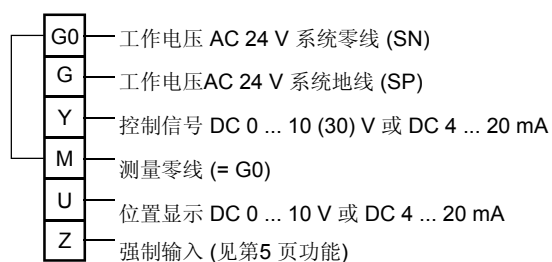 G0 工作电压 AC 24 V 系统零线 (SN)
G 工作电压AC 24 V 系统地线 (SP)
Y 控制信号 DC 0 ... 10 (30) V 或 DC 4 ... 20 mA
M 测量零线 (= G0)
U 位置显示 DC 0 ... 10 V 或 DC 4 ... 20 mA
Z 强制输入 (见第5 页功能)